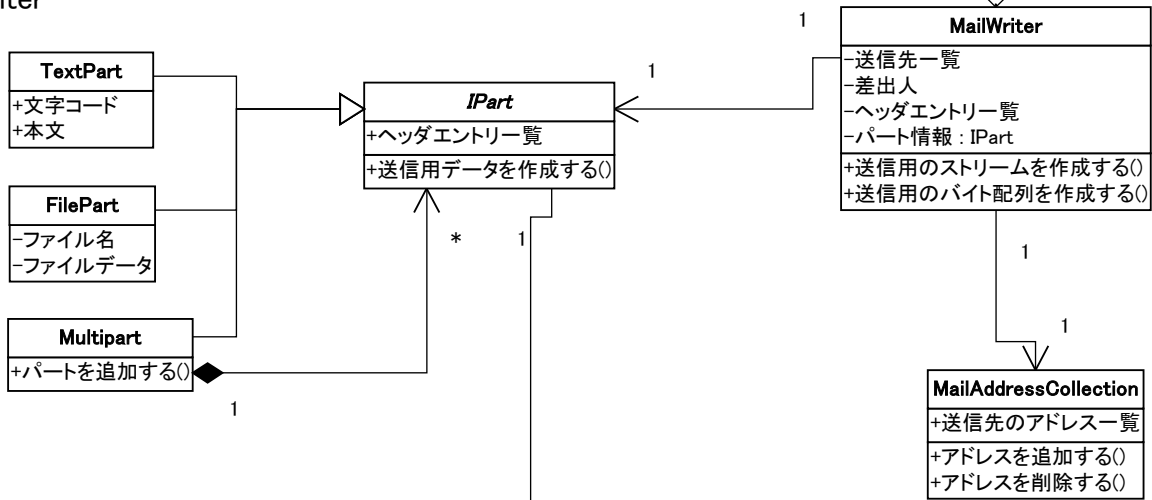 1
MailWriter
-送信先一覧
-差出人
-ヘッダエントリ一覧
-パート情報 : IPart
+送信用のストリームを作成する()
+送信用のバイト配列を作成する()
TextPart
+文字コード
+本文
1
IPart
+ヘッダエントリ一覧
+送信用データを作成する()
FilePart
-ファイル名
-ファイルデータ
*
1
1
Multipart
+パートを追加する()
1
1
MailAddressCollection
+送信先のアドレス一覧
+アドレスを追加する()
+アドレスを削除する()